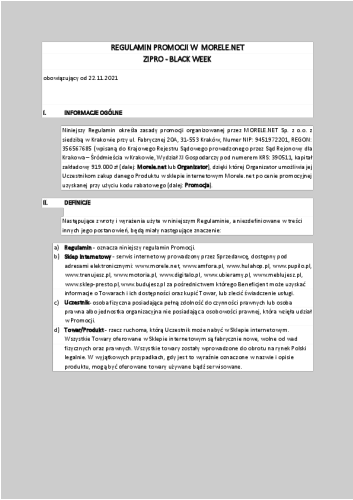 REGULAMIN PROMOCJI W MORELE.NET
ZIPRO - BLACK WEEK
obowiązujący od 22.11.2021
I. INFORMACJE OGÓLNE
Niniejszy Regulamin określa zasady promocji organizowanej przez MORELE.NET Sp. z o.o. z
siedzibą w Krakowie przy ul. Fabrycznej 20A, 31-553 Kraków, Numer NIP: 9451972201, REGON:
356567685 (wpisaną do Krajowego Rejestru Sądowego prowadzonego przez Sąd Rejonowy dla
Krakowa – Śródmieścia w Krakowie, Wydział XI Gospodarczy pod numerem KRS: 390511, kapitał
zakładowy 919.000 zł (dalej: Morele.net lub Organizator), dzięki której Organizator umożliwia jej
Uczestnikom zakup danego Produktu w sklepie internetowym Morele.net po cenie promocyjnej
uzyskanej przy użyciu kodu rabatowego (dalej: Promocja).
II. DEFINICJE
Następujące zwroty i wyrażenia użyte w niniejszym Regulaminie, a niezdefiniowane w treści
innych jego postanowień, będą miały następujące znaczenie:
a) Regulamin - oznacza niniejszy regulamin Promocji.
b) Sklep internetowy - serwis internetowy prowadzony przez Sprzedawcę, dostępny pod
adresami elektronicznymi: www.morele.net, www.amfora.pl, www.hulahop.pl, www.pupilo.pl,
www.trenujesz.pl, www.motoria.pl, www.digitalo.pl, www.ubieramy.pl, www.meblujesz.pl,
www.sklep-presto.pl, www.budujesz.pl za pośrednictwem którego Beneficjent może uzyskać
informacje o Towarach i ich dostępności oraz kupić Towar, lub zlecić świadczenie usługi.
c) Uczestnik- osoba fizyczna posiadająca pełną zdolność do czynności prawnych lub osoba
prawna albo jednostka organizacyjna nie posiadająca osobowości prawnej, która wzięła udział
w Promocji.
d) Towar/Produkt - rzecz ruchoma, którą Uczestnik może nabyć w Sklepie internetowym.
Wszystkie Towary oferowane w Sklepie internetowym są fabrycznie nowe, wolne od wad
fizycznych oraz prawnych. Wszystkie towary zostały wprowadzone do obrotu na rynek Polski
legalnie. W wyjątkowych przypadkach, gdy jest to wyraźnie oznaczone w nazwie i opisie
produktu, mogą być oferowane towary używane bądź serwisowane.